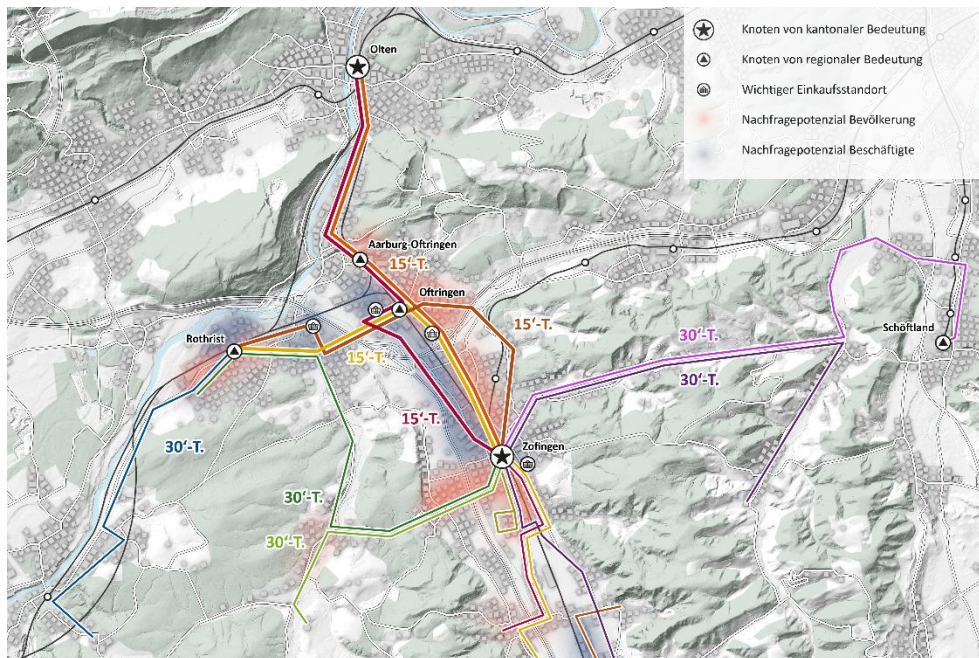 Olten
Knoten von kantonaler Bedeutung
Knoten von regionaler Bedeutung
Wichtiger Einkaufsstandort
Nachfragepotenzial Bevölkerung
Nachfragepotenzial Beschäftigte
Aarburg-Oftringen
15'-T.
Oftringen
15'-T.
Schöftland
Rothrist
15'-T.
30'-T.
30'-T.
15'-T.
30'-T.
Zofingen
30'-T.
30'-T.